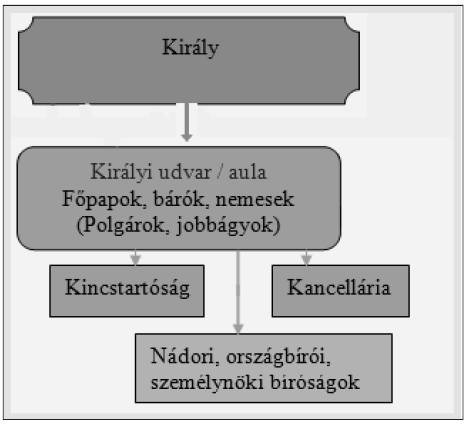 Király
Királyi udvar / aula
Főpapok, bárók, nemesek
(Polgárok, jobbágyok)
Kincstartóság
Kancellária
Nádori, országbírói,
személynöki bíróságok